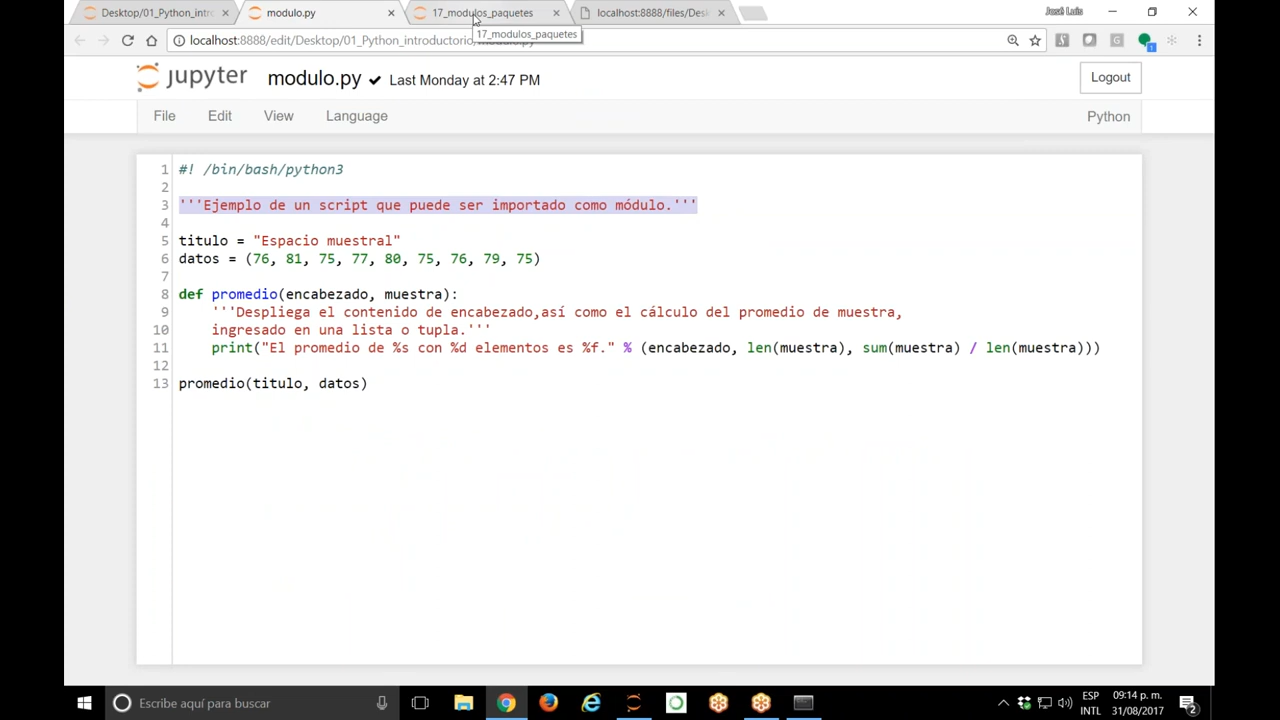 Desktop/01_Python_intro
modulo.py
17_modulos_paquetes
localhost:8888/files/Desk
José Luis
17_modulos_paquetes
localhost:8888/edit/Desktop/01_Python_introductorio/modulo.py
jupyter
modulo.py
Last Monday at 2:47 PM
Logout
File
Edit
View
Language
Python
1 #! /bin/bash/python3
2
3 '''Ejemplo de un script que puede ser importado como módulo.'''
4
5 titulo = "Espacio muestral"
6 datos = (76, 81, 75, 77, 80, 75, 76, 79, 75)
7
8 def promedio(encabezado, muestra):
9 '''Despliega el contenido de encabezado,así como el cálculo del promedio de muestra,
10 ingresado en una lista o tupla.'''
11 print("El promedio de %s con %d elementos es %f." % (encabezado, len(muestra), sum(muestra) / len(muestra)))
12
13 promedio(titulo, datos)
Escribe aquí para buscar
ESP
INTL
09:14 p. m.
31/08/2017
2